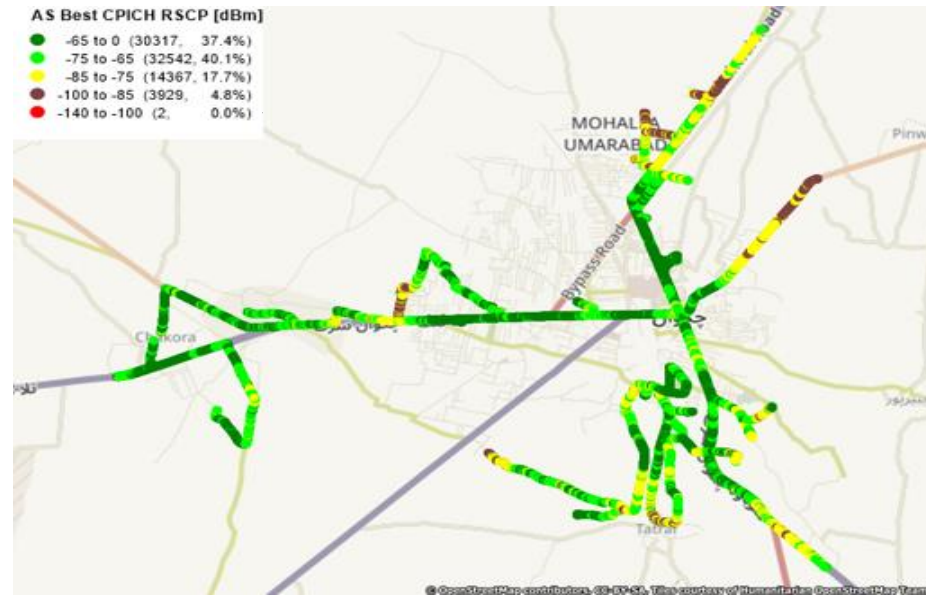 AS Best CPICH RSCP [dBm]
-65 to 0 (30317, 37.4%)
-75 to -65 (32542, 40.1%)
-85 to -75 (14367, 17.7%)
-100 to -85 (3929, 4.8%)
-140 to -100 (2, 0.0%)
MOHALLA
UMARABAD
Pinw
Bypass Road
Chakora
Tatral
© OpenStreetMap contributors, CC-BY-SA, Tiles courtesy of Humanitarian OpenStreetMap Team